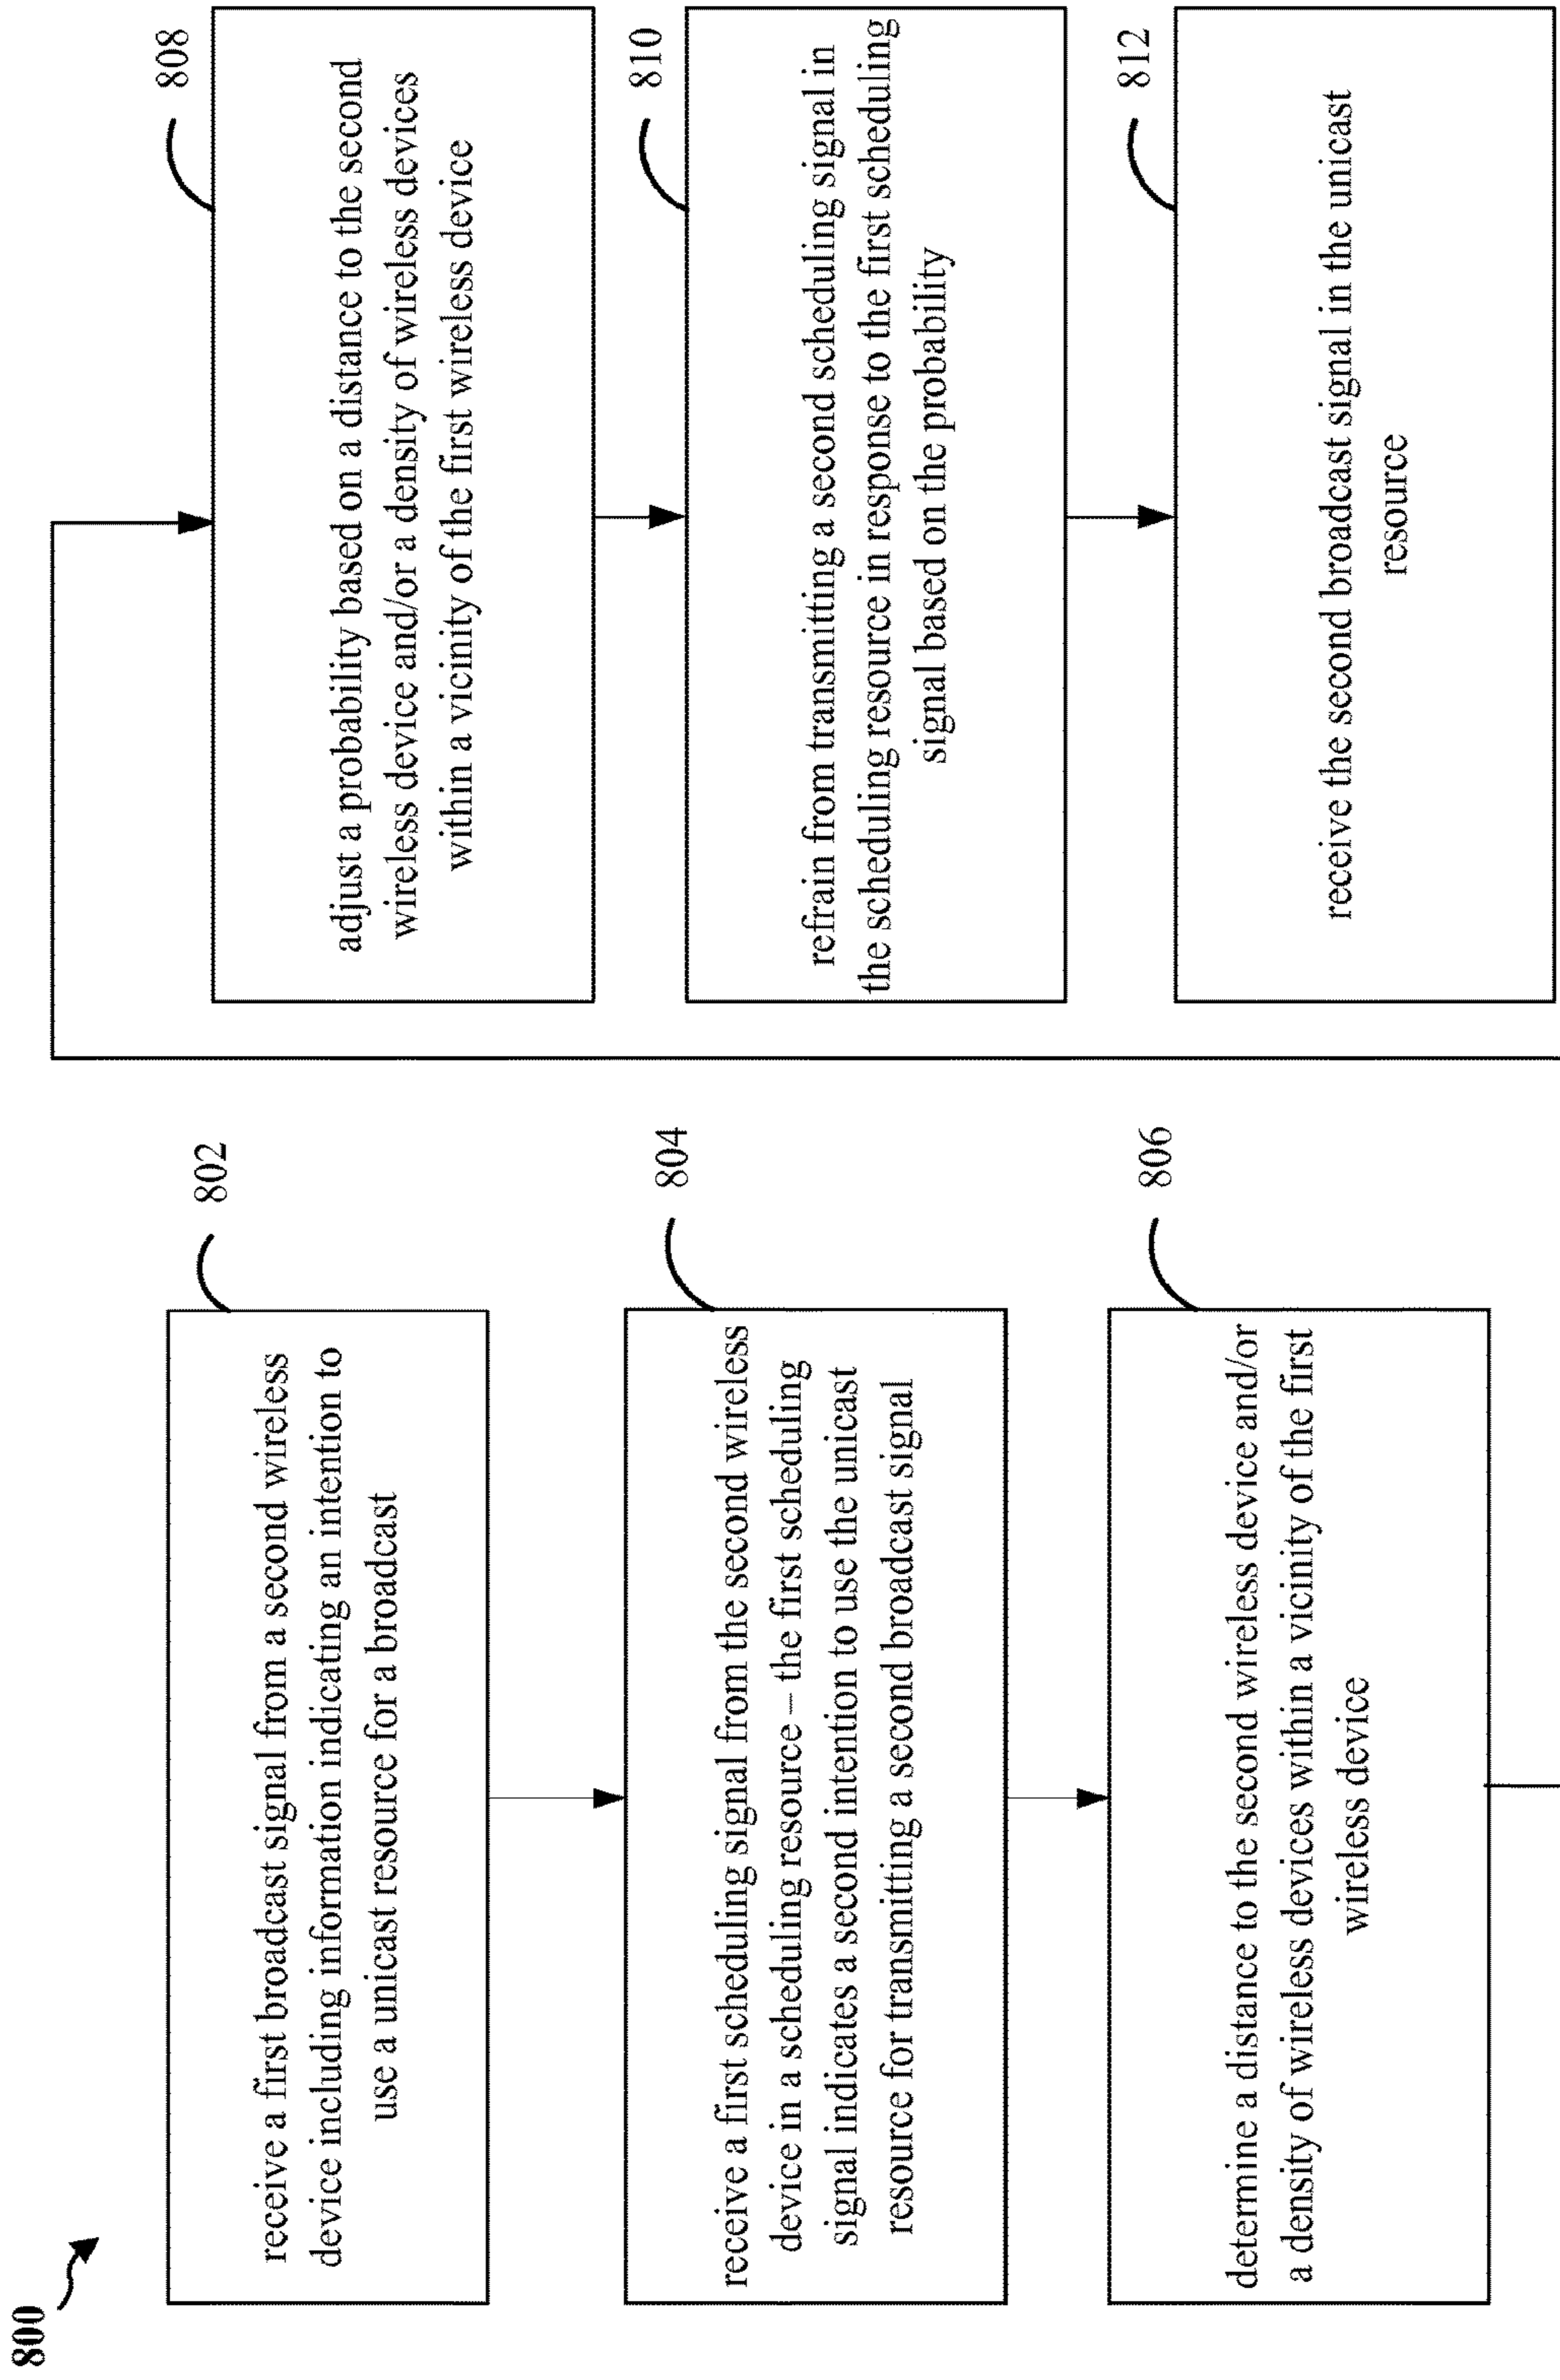 800
802
receive a first broadcast signal from a second wireless
device including information indicating an intention to
use a unicast resource for a broadcast
804
receive a first scheduling signal from the second wireless
device in a scheduling resource – the first scheduling
signal indicates a second intention to use the unicast
resource for transmitting a second broadcast signal
806
determine a distance to the second wireless device and/or
a density of wireless devices within a vicinity of the first
wireless device
808
adjust a probability based on a distance to the second
wireless device and/or a density of wireless devices
within a vicinity of the first wireless device
810
refrain from transmitting a second scheduling signal in
the scheduling resource in response to the first scheduling
signal based on the probability
812
receive the second broadcast signal in the unicast
resource